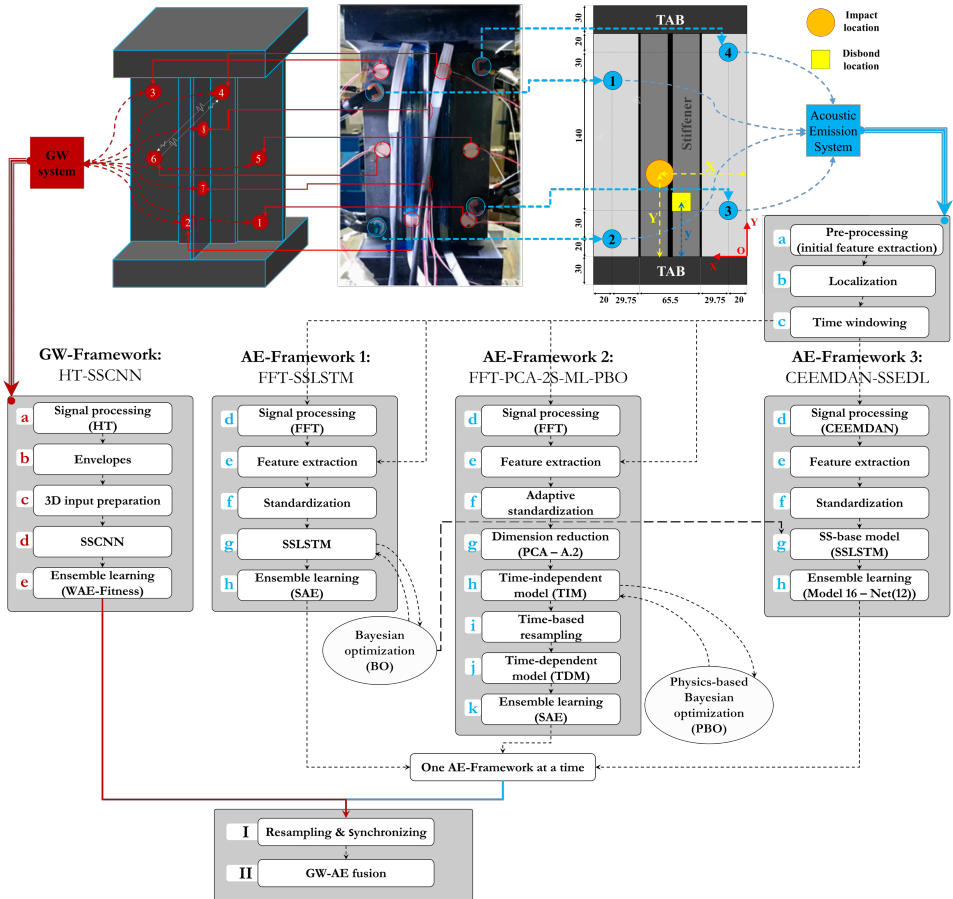 TAB
30
20
30
140
30
20
30
Stiffener
1
2
3
4
X
Y
y
Y
X
O
TAB
20
29.75
65.5
29.75
20
Impact
location
Disbond
location
3
4
8
6
5
7
2
1
GW
system
Acoustic
Emission
System
a
Pre-processing
(initial feature extraction)
b
Localization
c
Time windowing
GW-Framework:
HT-SSCNN
a
Signal processing
(HT)
b
Envelopes
c
3D input preparation
d
SSCNN
e
Ensemble learning
(WAE-Fitness)
AE-Framework 1:
FFT-SSLSTM
d
Signal processing
(FFT)
e
Feature extraction
f
Standardization
g
SSLSTM
h
Ensemble learning
(SAE)
Bayesian
optimization
(BO)
AE-Framework 2:
FFT-PCA-2S-ML-PBO
d
Signal processing
(FFT)
e
Feature extraction
f
Adaptive
standardization
g
Dimension reduction
(PCA – A.2)
h
Time-independent
model (TIM)
i
Time-based
resampling
j
Time-dependent
model (TDM)
k
Ensemble learning
(SAE)
Physics-based
Bayesian
optimization
(PBO)
AE-Framework 3:
CEEMDAN-SSEDL
d
Signal processing
(CEEMDAN)
e
Feature extraction
f
Standardization
g
SS-base model
(SSLSTM)
h
Ensemble learning
(Model 16 – Net(12))
One AE-Framework at a time
I
Resampling & Synchronizing
II
GW-AE fusion